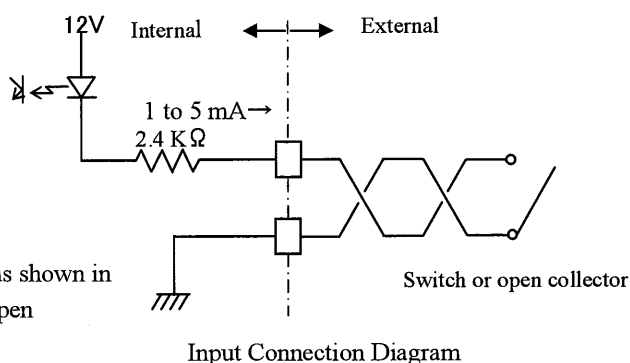 12V Internal External
1 to 5 mA→
2.4 KΩ
as shown in
Switch or open collector
pen
Input Connection Diagram